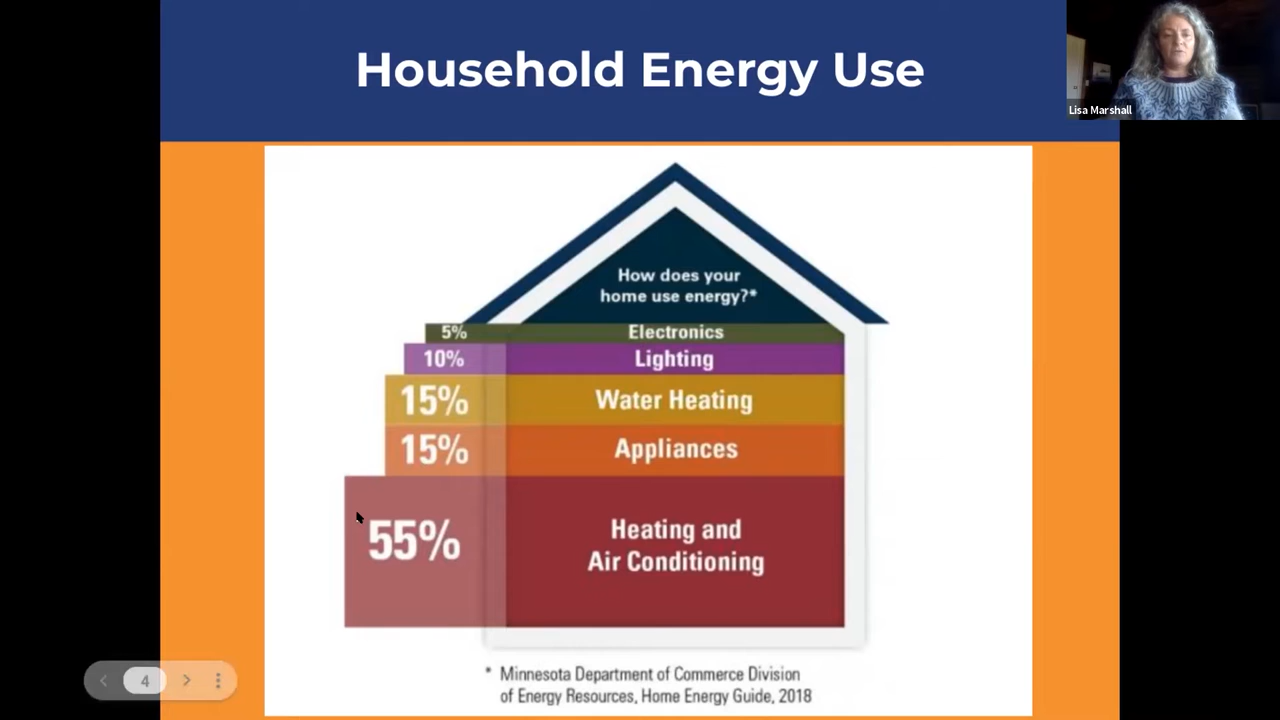 Household Energy Use
Lisa Marshall
How does your
home use energy?*
5% Electronics
10% Lighting
15% Water Heating
15% Appliances
55% Heating and
Air Conditioning
* Minnesota Department of Commerce Division
of Energy Resources, Home Energy Guide, 2018
4